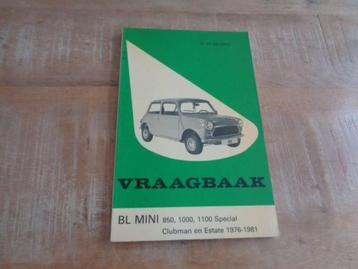 VRAAGBAAK
BL MINI 850, 1000, 1100 Special
Clubman en Estate 1976-1981